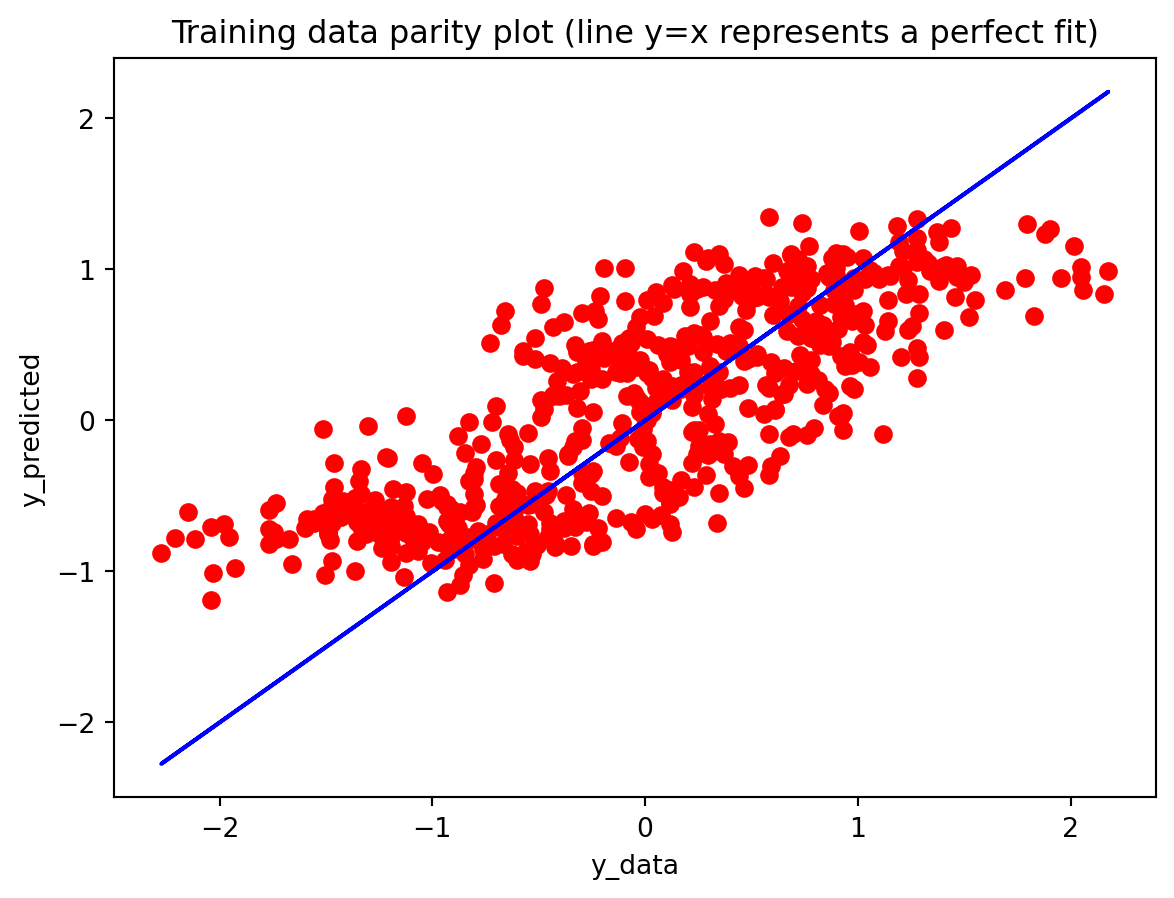 Training data parity plot (line y=x represents a perfect fit)
2
1
0
−1
−2
y_predicted
−2 −1 0 1 2
y_data